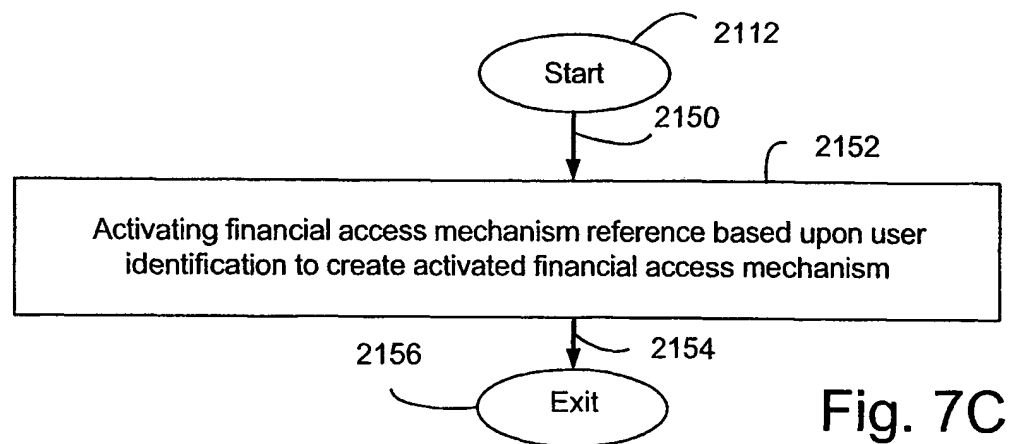 2112
Start
2150
2152
Activating financial access mechanism reference based upon user
identification to create activated financial access mechanism
2156
2154
Exit
Fig. 7C